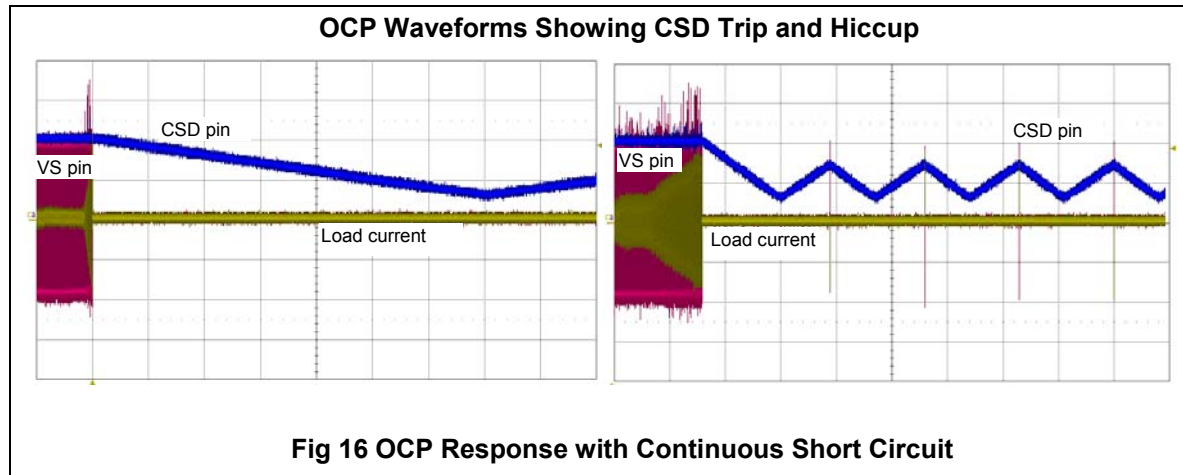 OCP Waveforms Showing CSD Trip and Hiccup
CSD pin
VS pin
Load current
CSD pin
VS pin
Load current
Fig 16 OCP Response with Continuous Short Circuit